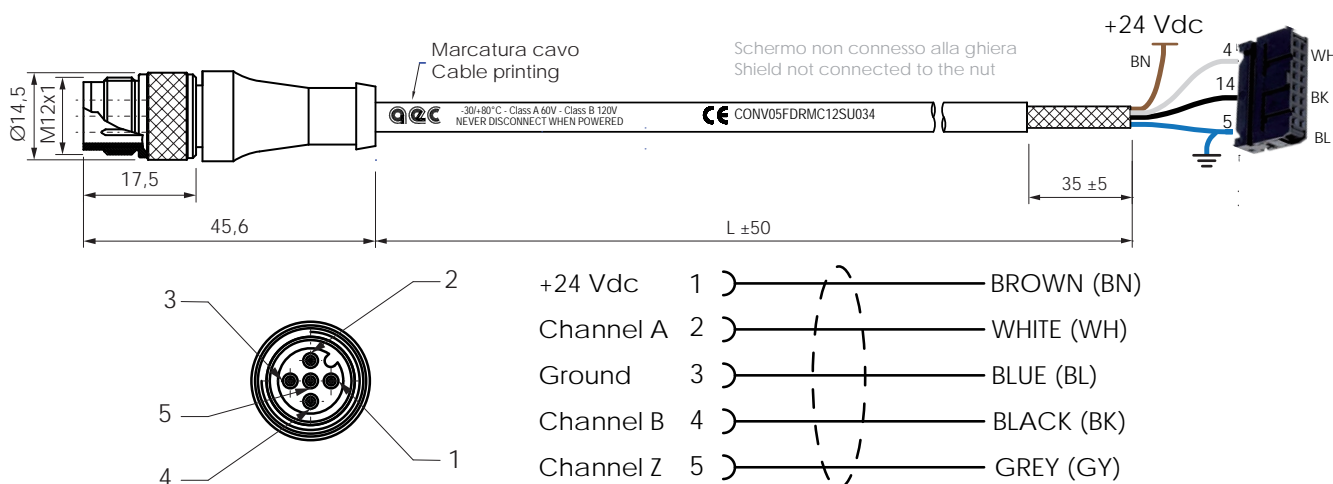 +24 Vdc
Marcatura cavo
Cable printing
Schermo non connesso alla ghiera
Shield not connected to the nut
BN
4
WH
14
BK
5
BL
Ø14,5
M12x1
aec
-30/+80°C - Class A 60V - Class B 120V
NEVER DISCONNECT WHEN POWERED
CE CONV05FDRMC12SU034
17,5
35 ±5
45,6
L ±50
2
3
5
4
1
+24 Vdc 1 BROWN (BN)
Channel A 2 WHITE (WH)
Ground 3 BLUE (BL)
Channel B 4 BLACK (BK)
Channel Z 5 GREY (GY)